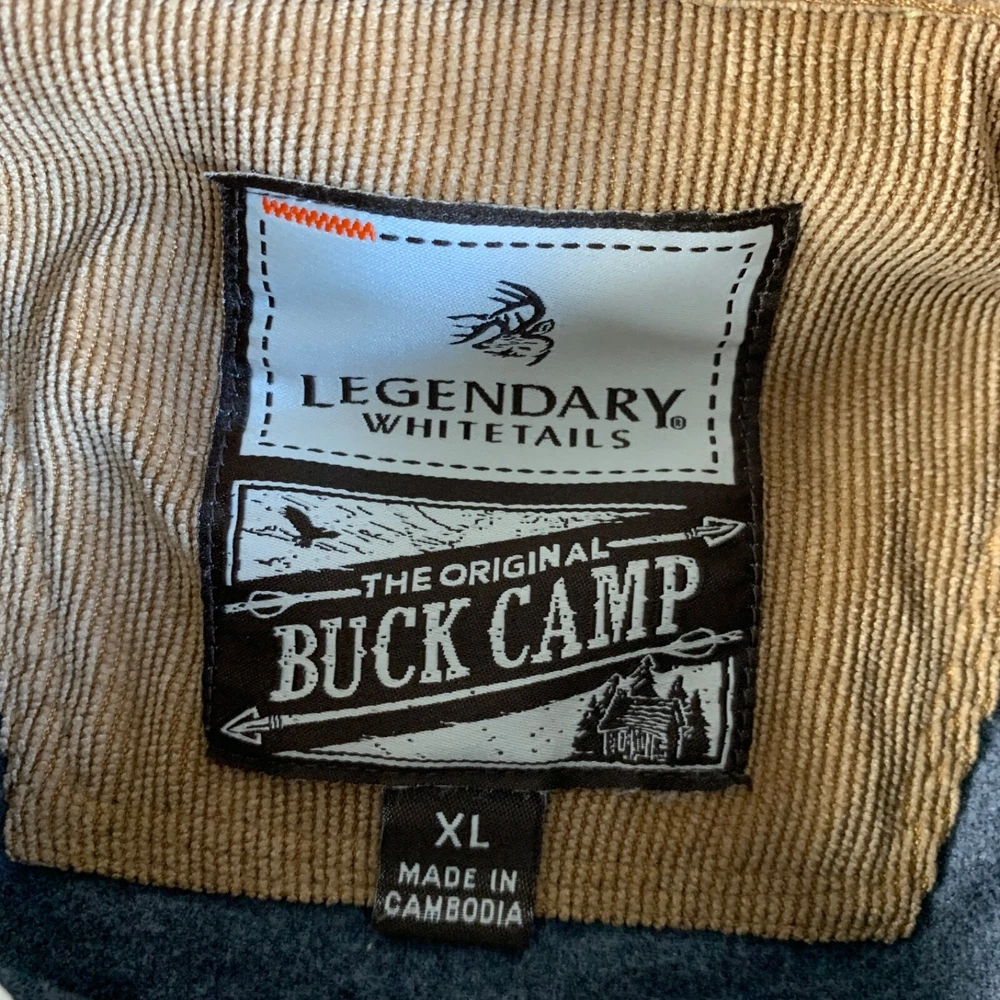 LEGENDARY®
WHITETAILS
THE ORIGINAL
BUCK CAMP
XL
MADE IN
CAMBODIA